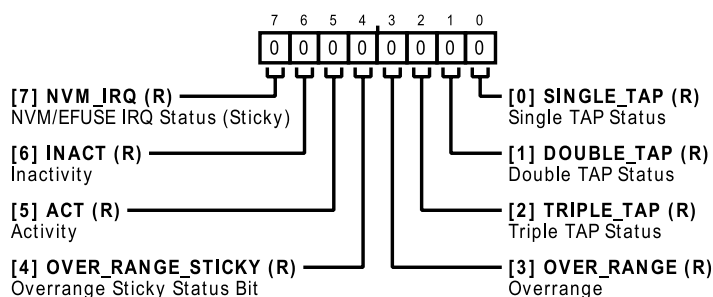 7 6 5 4 3 2 1 0
0 0 0 0 0 0 0 0
[7] NVM_IRQ (R)
NVM/EFUSE IRQ Status (Sticky)
[6] INACT (R)
Inactivity
[5] ACT (R)
Activity
[4] OVER_RANGE_STICKY (R)
Overrange Sticky Status Bit
[0] SINGLE_TAP (R)
Single TAP Status
[1] DOUBLE_TAP (R)
Double TAP Status
[2] TRIPLE_TAP (R)
Triple TAP Status
[3] OVER_RANGE (R)
Overrange